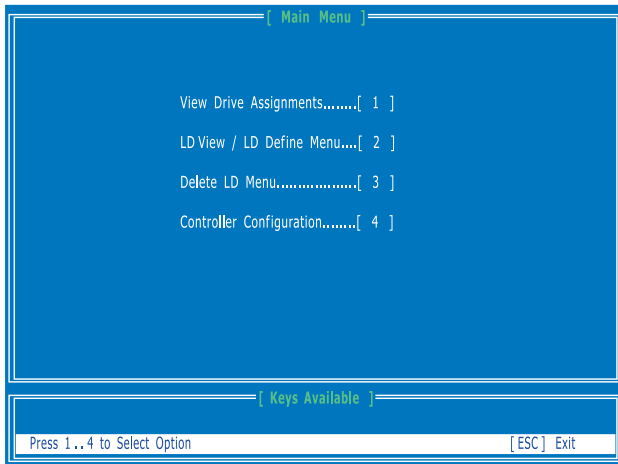 [ Main Menu ]
View Drive Assignments........[ 1 ]
LD View / LD Define Menu....[ 2 ]
Delete LD Menu...................[ 3 ]
Controller Configuration........[ 4 ]
[ Keys Available ]
Press 1..4 to Select Option [ESC] Exit